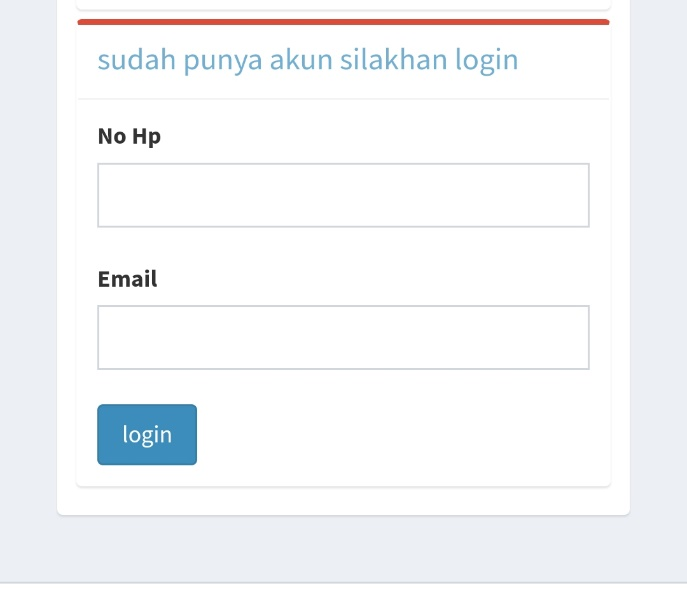 sudah punya akun silakhan login
No Hp
Email
login